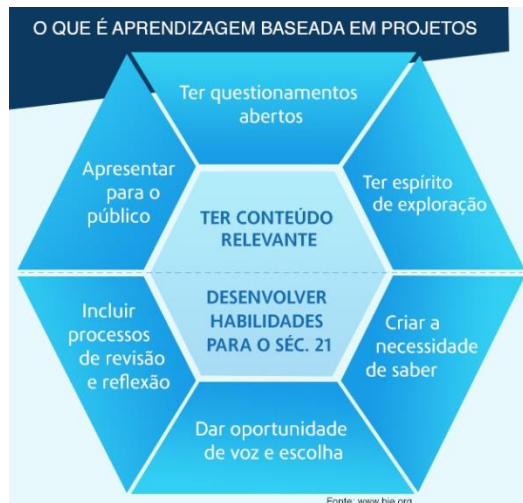 O QUE É APRENDIZAGEM BASEADA EM PROJETOS
Ter questionamentos
abertos
Apresentar
para o
público
Ter espírito
de exploração
TER CONTEÚDO
RELEVANTE
DESENVOLVER
HABILIDADES
PARA O SÉC. 21
Incluir
processos
de revisão
e reflexão
Criar a
necessidade
de saber
Dar oportunidade
de voz e escolha
Fonte: www.bie.org